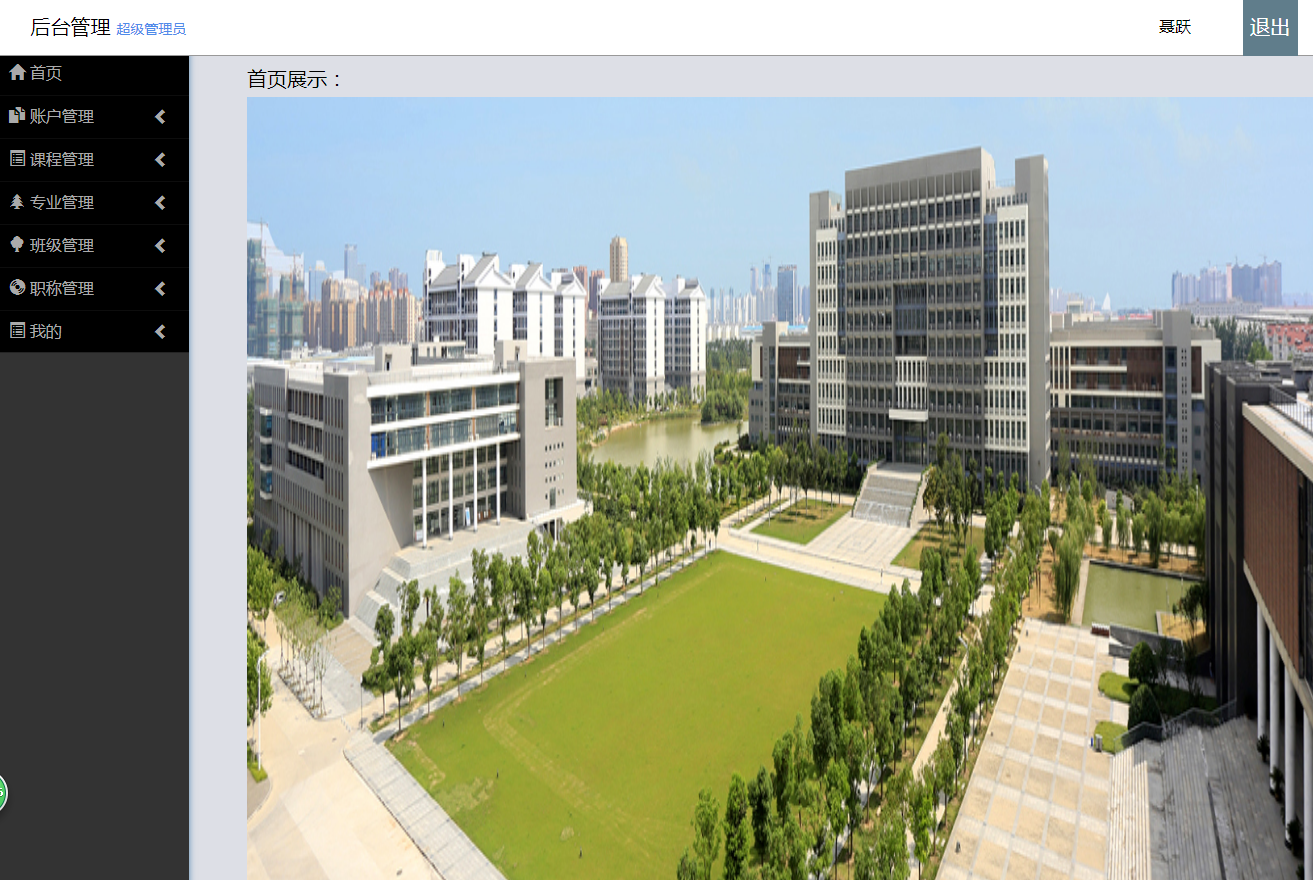 后台管理 超级管理员
聂跃
退出
首页
账户管理
课程管理
专业管理
班级管理
职称管理
我的
首页展示：